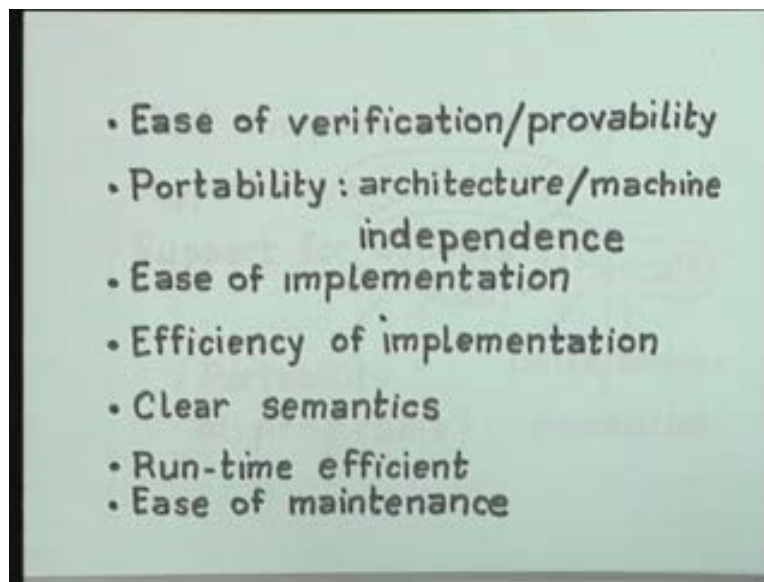 • Ease of verification/provability
• Portability : architecture/machine
independence
• Ease of implementation
• Efficiency of implementation
• Clear semantics
• Run-time efficient
• Ease of maintenance